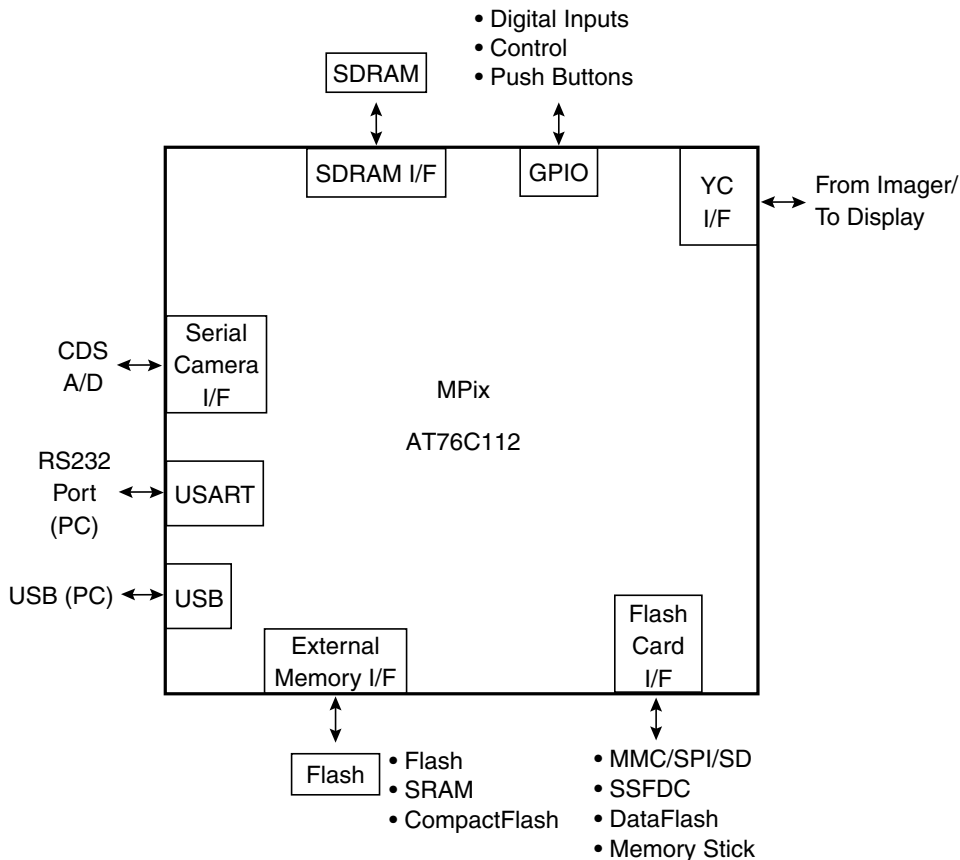 • Digital Inputs
• Control
• Push Buttons
SDRAM
SDRAM I/F
GPIO
YC
I/F
From Imager/
To Display
Serial
Camera
I/F
CDS
A/D
MPix
AT76C112
RS232
Port
(PC)
USART
USB (PC)
USB
External
Memory I/F
Flash
Card
I/F
Flash
• Flash
• SRAM
• CompactFlash
• MMC/SPI/SD
• SSFDC
• DataFlash
• Memory Stick